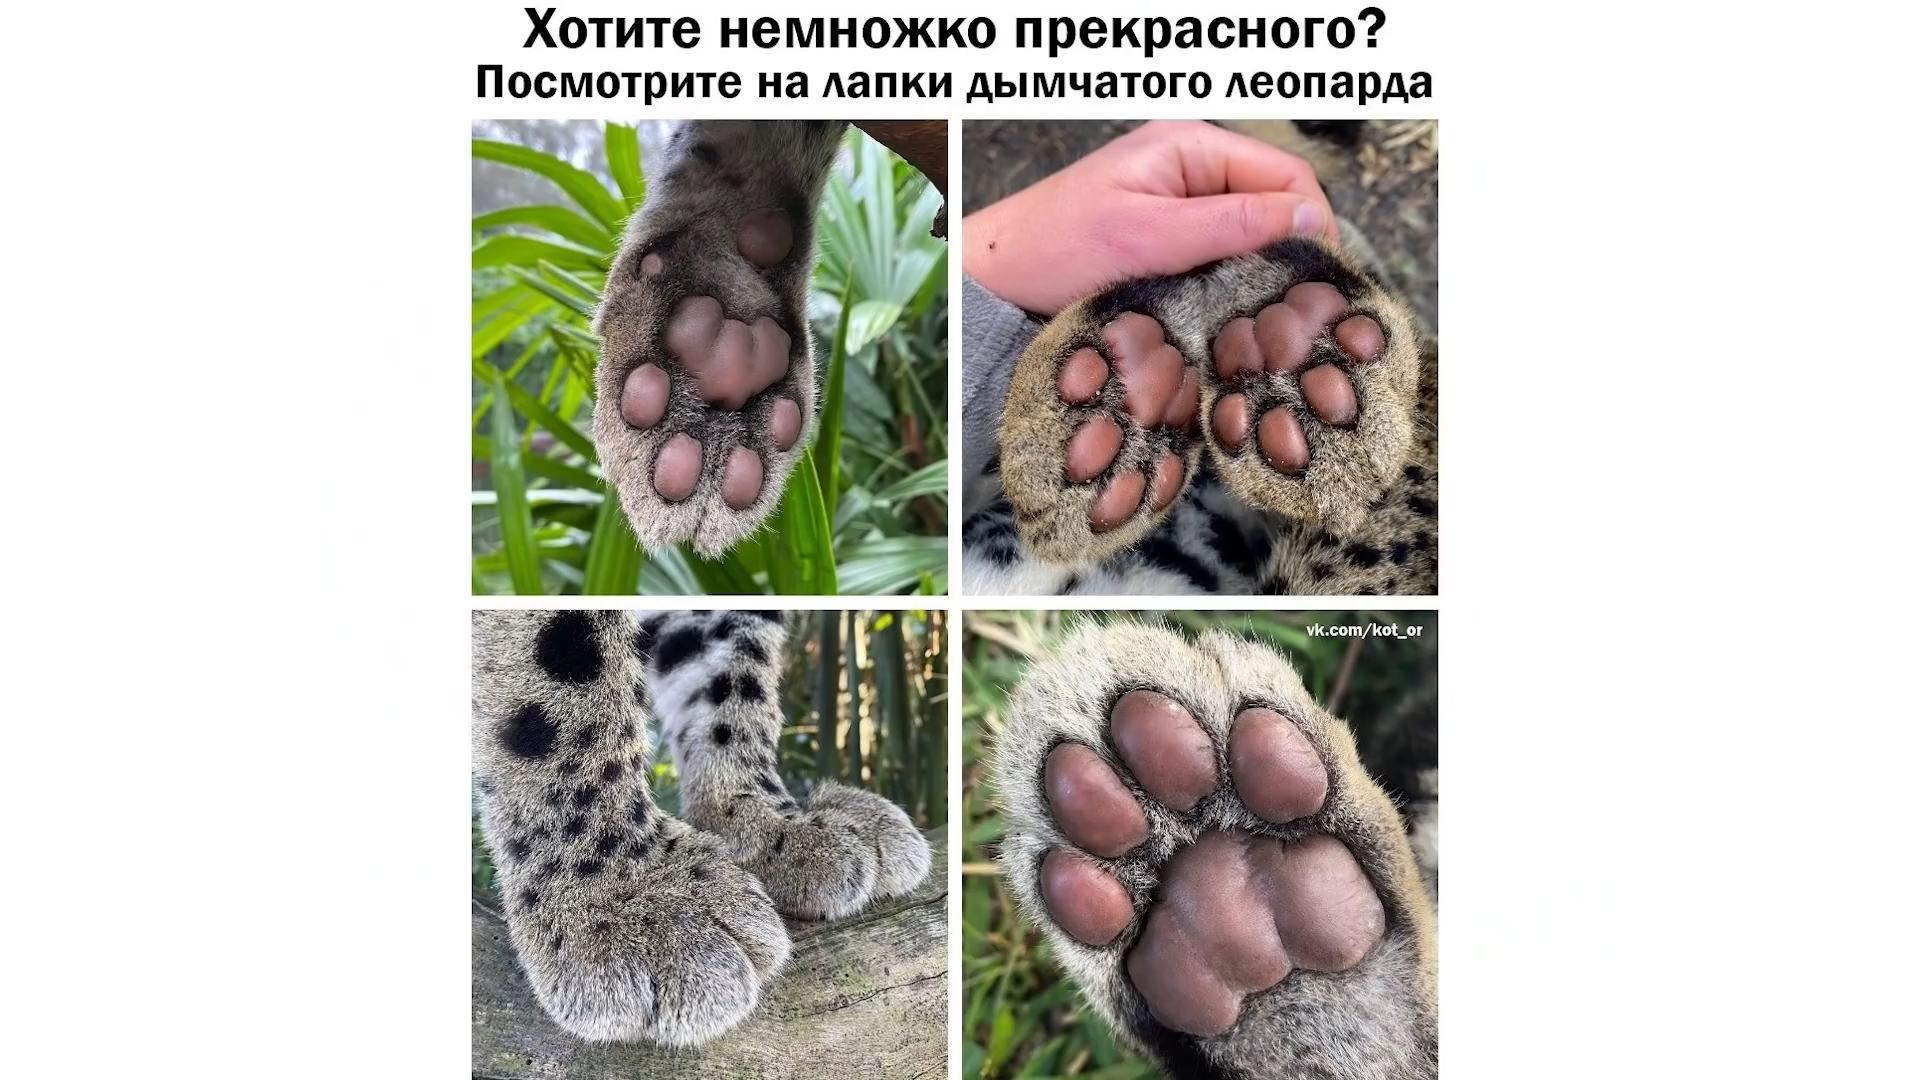 Хотите немножко прекрасного?
Посмотрите на лапки дымчатого леопарда
vk.com/kot_or